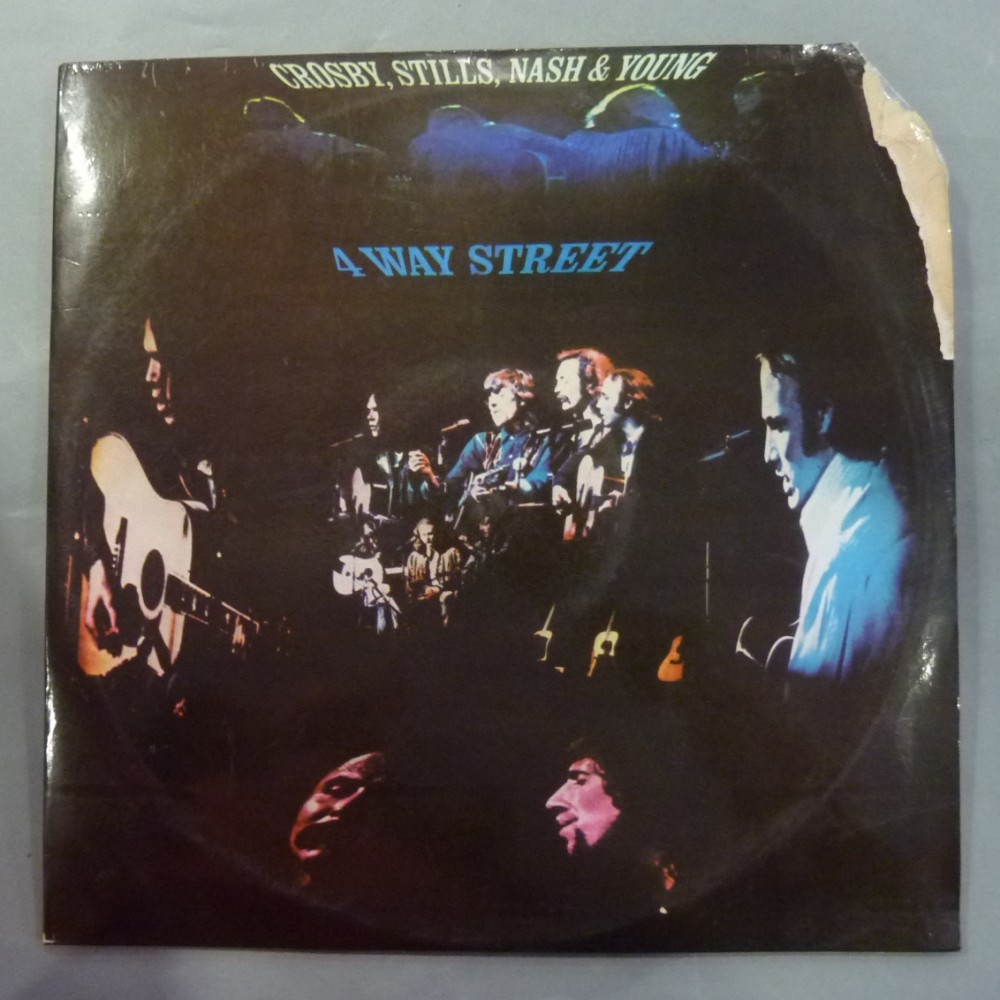 CROSBY, STILLS, NASH & YOUNG
4 WAY STREET